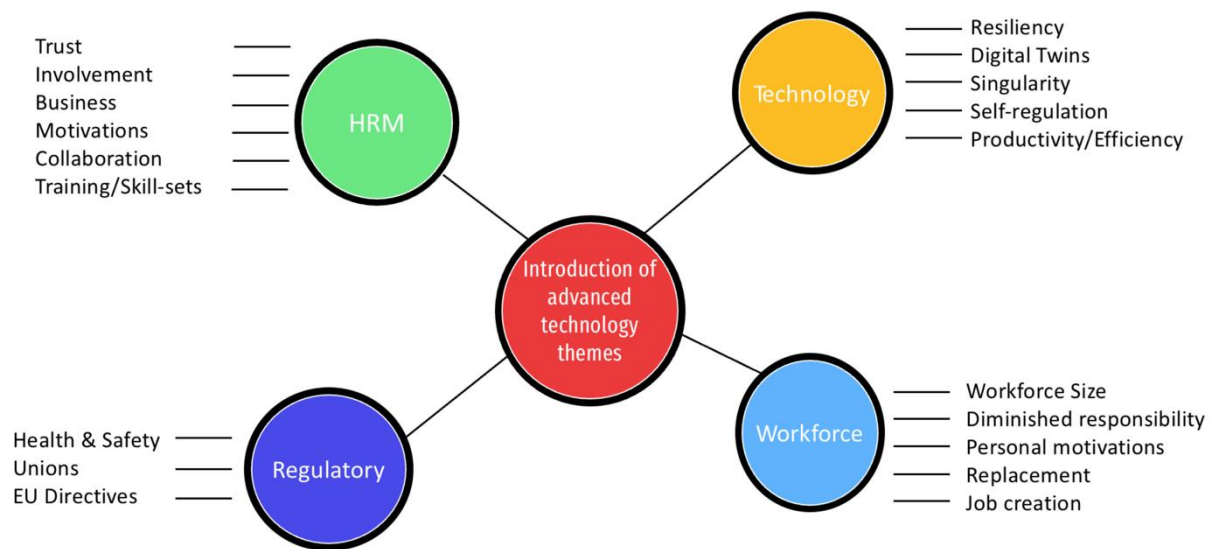 Trust
Involvement
Business
Motivations
Collaboration
Training/Skill-sets
HRM
Technology
Resiliency
Digital Twins
Singularity
Self-regulation
Productivity/Efficiency
Introduction of
advanced
technology
themes
Health & Safety
Unions
EU Directives
Regulatory
Workforce
Workforce Size
Diminished responsibility
Personal motivations
Replacement
Job creation